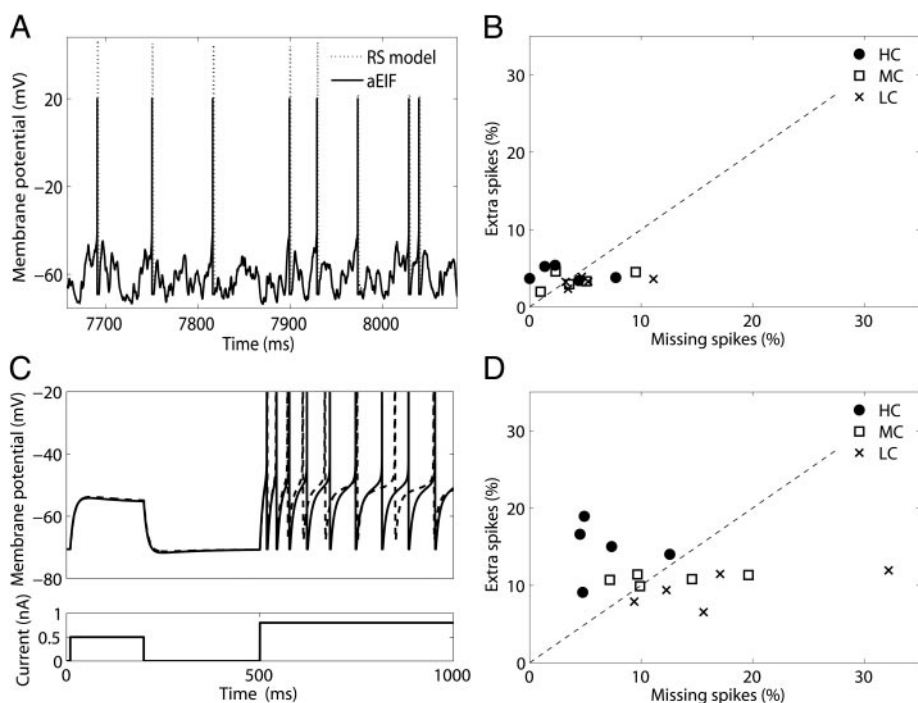 A
Membrane potential (mV)
20
−20
−60
RS model
aEIF
7700
7800
7900
8000
Time (ms)
B
Extra spikes (%)
30
20
10
0
HC
MC
LC
0
10
20
30
Missing spikes (%)
C
Membrane potential (mV)
−20
−40
−60
−80
Current (nA)
1
0.5
0
0
500
1000
Time (ms)
D
Extra spikes (%)
30
20
10
0
HC
MC
LC
0
10
20
30
Missing spikes (%)